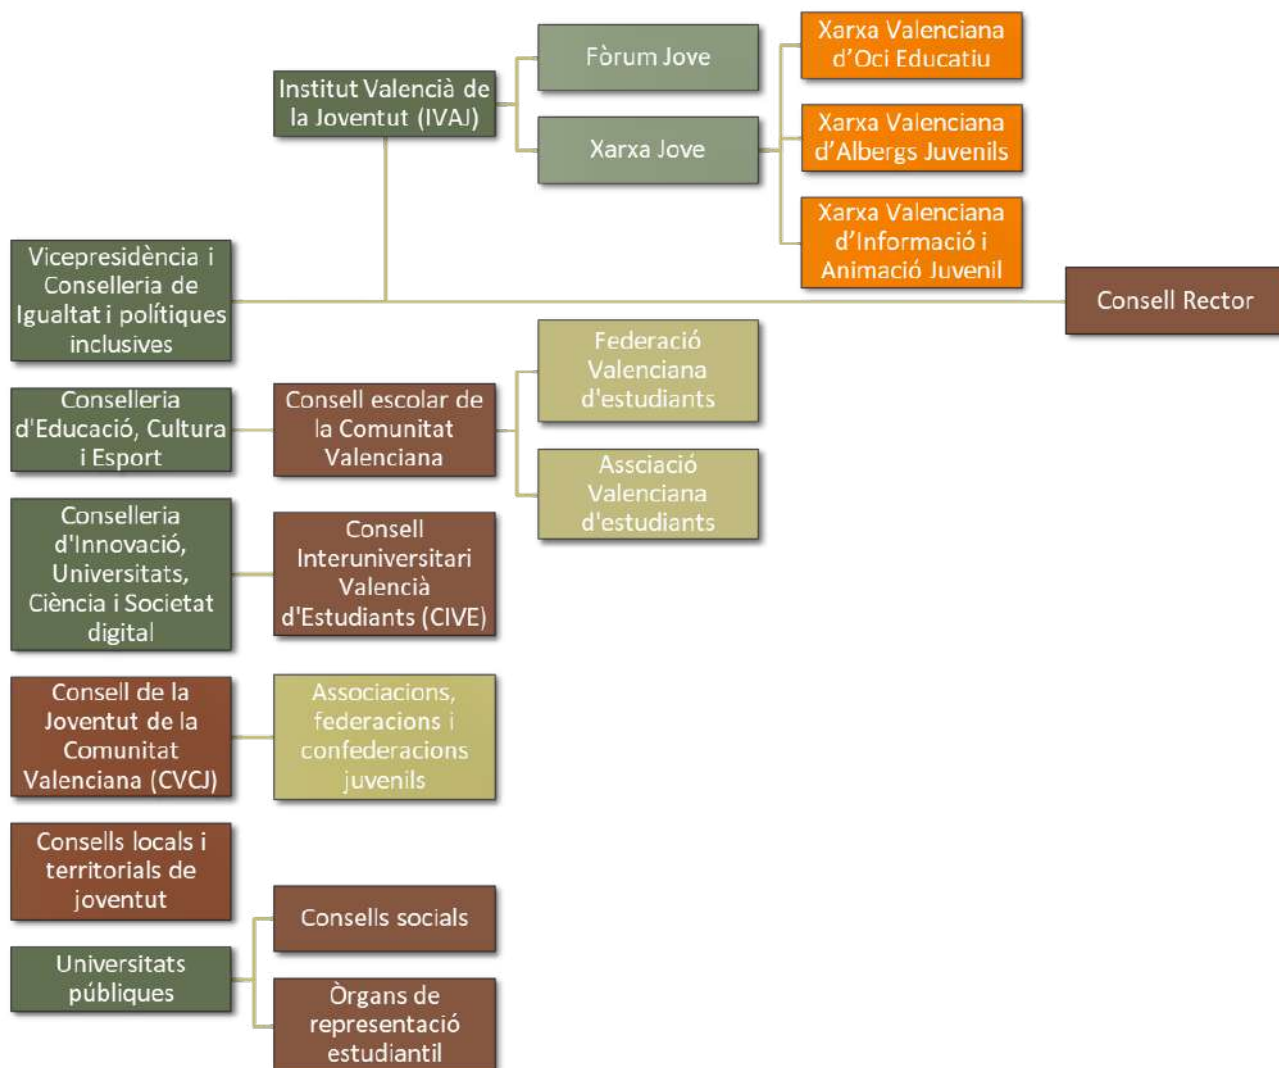 Institut Valencià de
la Joventut (IVAJ)
Fòrum Jove
Xarxa Jove
Xarxa Valenciana
d’Oci Educatiu
Xarxa Valenciana
d’Albergs Juvenils
Xarxa Valenciana
d’Informació i
Animació Juvenil
Vicepresidència i
Conselleria de
Igualtat i polítiques
inclusives
Consell Rector
Conselleria
d'Educació, Cultura
i Esport
Consell escolar de
la Comunitat
Valenciana
Federació
Valenciana
d'estudiants
Assciació
Valenciana
d'estudiants
Conselleria
d'Innovació,
Universitats,
Ciència i Societat
digital
Consell
Interuniversitari
Valencià
d'Estudiants (CIVE)
Consell de la
Joventut de la
Comunitat
Valenciana (CVCJ)
Associacions,
federacions i
confederacions
juvenils
Consells locals i
territorials de
joventut
Universitats
públiques
Consells socials
Òrgans de
representació
estudiantil